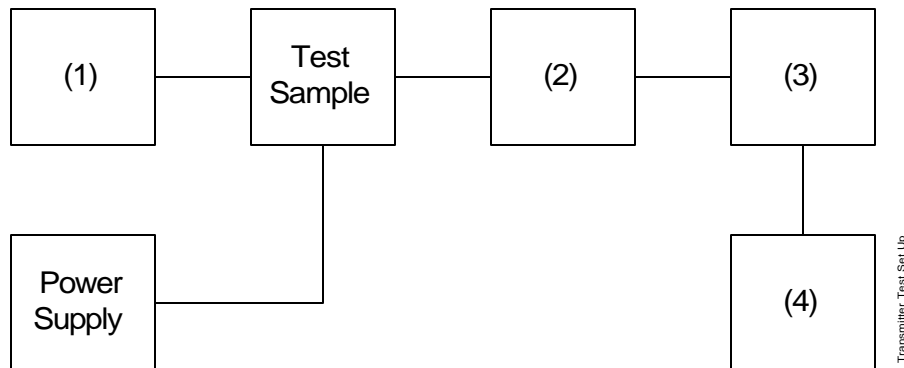 (1)
Test
Sample
(2)
(3)
Power
Supply
(4)
Transmitter Test Set Up